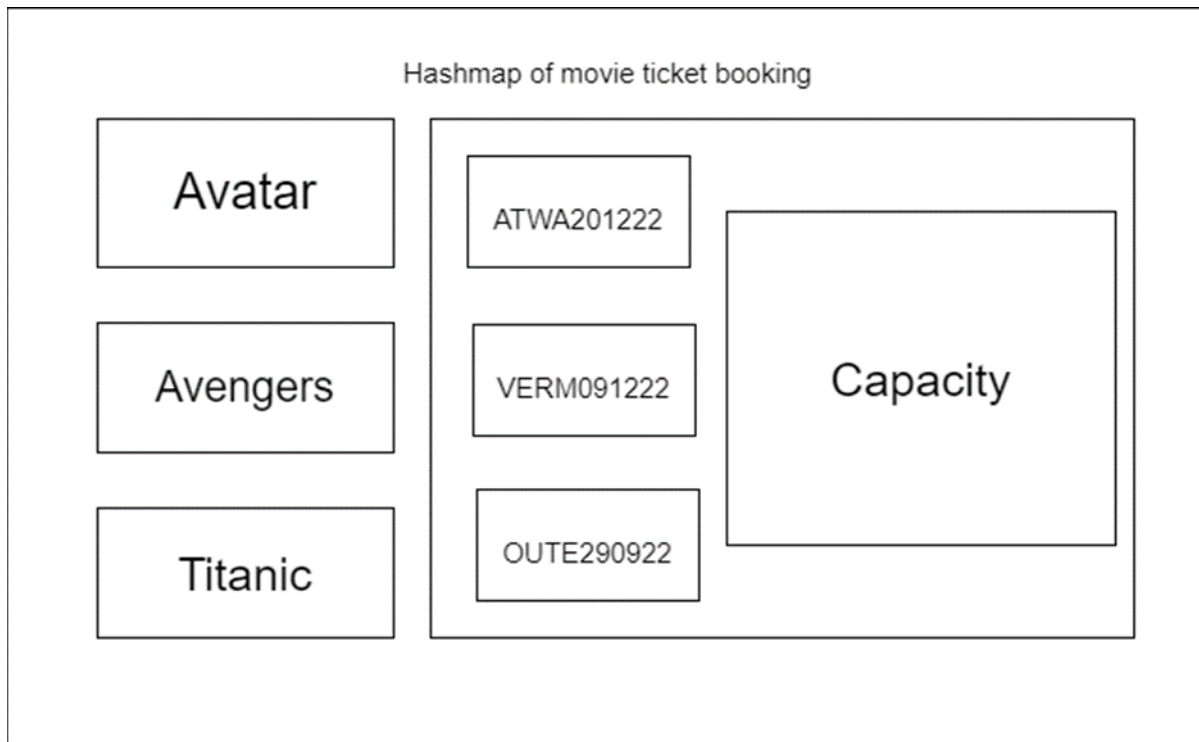 Hashmap of movie ticket booking
Avatar
Avengers
Titanic
ATWA201222
VERM091222
OUTE290922
Capacity